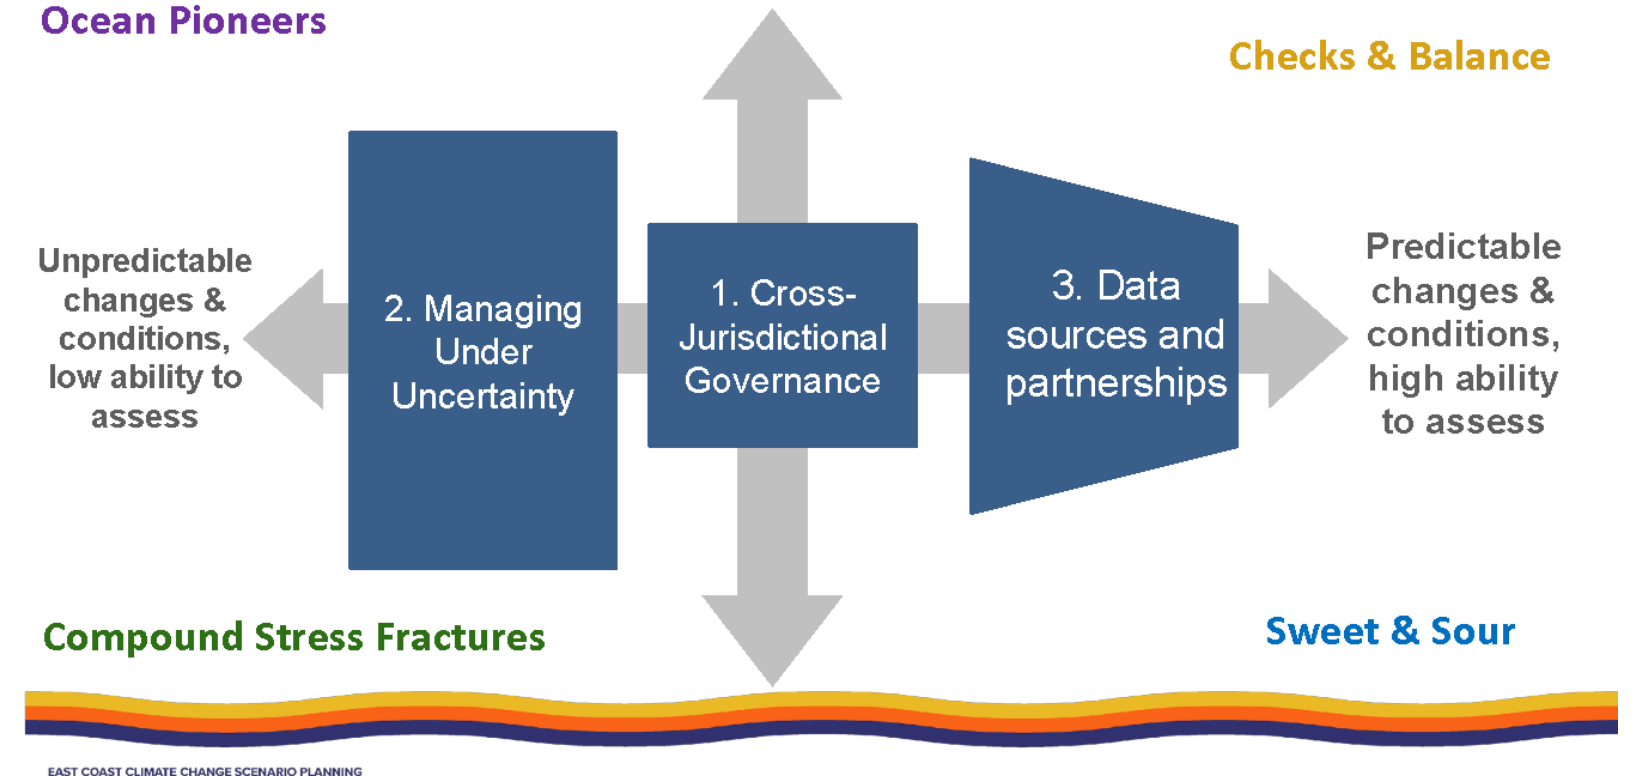 Ocean Pioneers
Checks & Balance
Unpredictable
changes &
conditions,
low ability to
assess
2. Managing
Under
Uncertainty
1. Cross-
Jurisdictional
Governance
3. Data
sources and
partnerships
Predictable
changes &
conditions,
high ability
to assess
Compound Stress Fractures
Sweet & Sour
EAST COAST CLIMATE CHANGE SCENARIO PLANNING